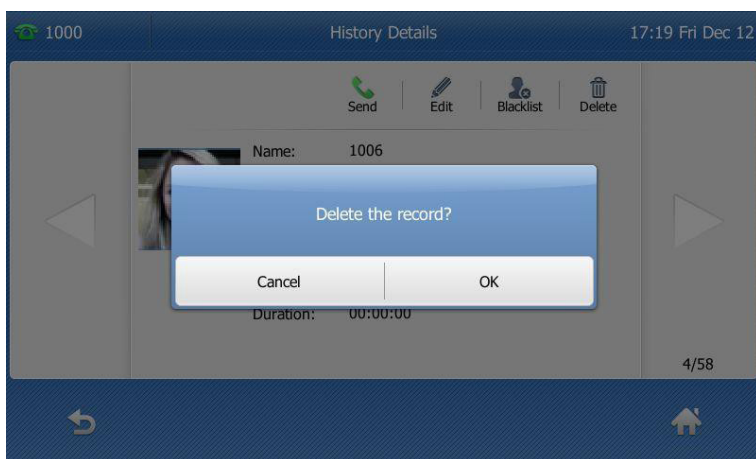 1000 History Details 17:19 Fri Dec 12
Send Edit Blacklist Delete
Name: 1006
Delete the record?
Cancel OK
Duration: 00:00:00
4/58